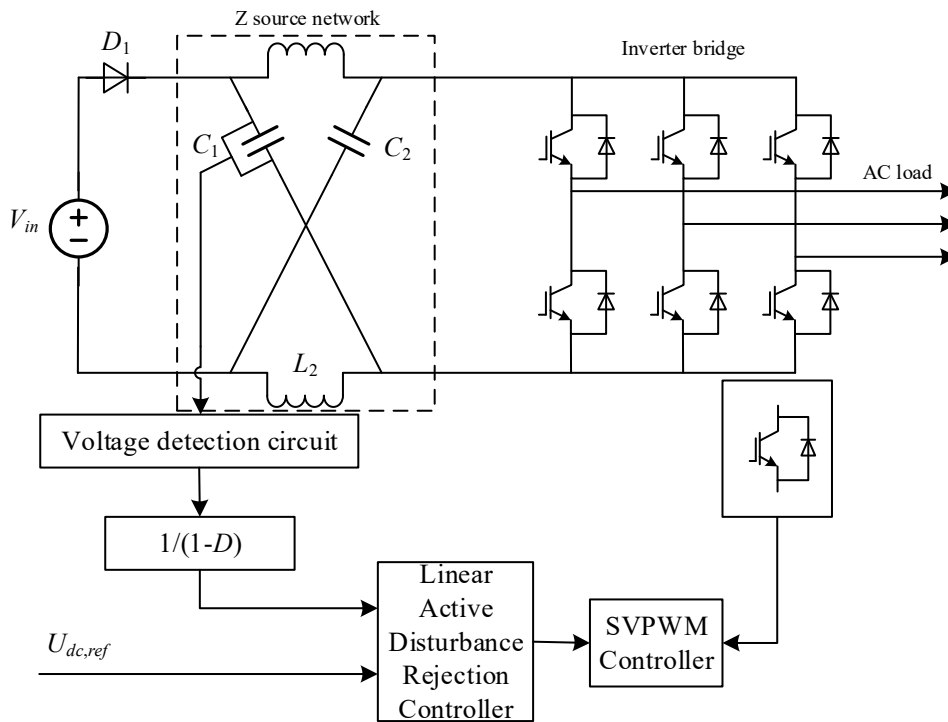 Z source network
D1
Inverter bridge
C1
C2
AC load
Vin
L2
Voltage detection circuit
1/(1-D)
Linear
Active
Disturbance
Rejection
Controller
SVPWM
Controller
Udc,ref